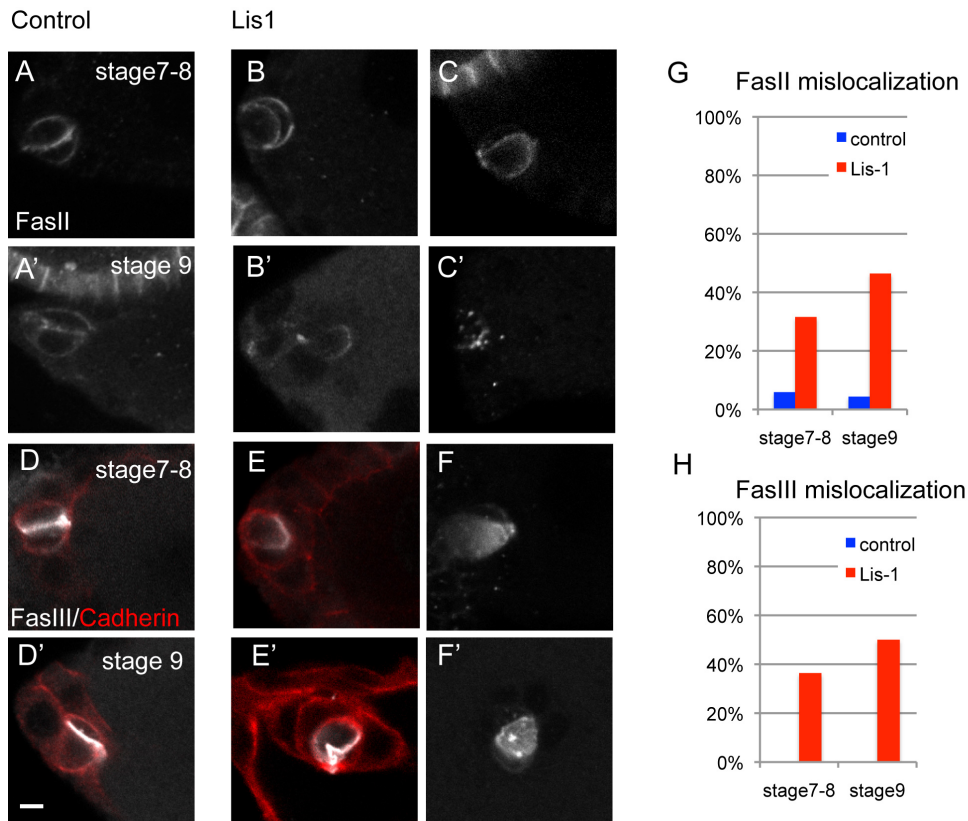 Control
Lis1
A stage7-8
FasII
B
C
A' stage 9
B'
C'
D stage7-8
FasIII/Cadherin
E
F
D' stage 9
E'
F'
G
FasII mislocalization
100%
80%
60%
40%
20%
0%
control
Lis-1
stage7-8 stage9
H
FasIII mislocalization
100%
80%
60%
40%
20%
0%
control
Lis-1
stage7-8 stage9